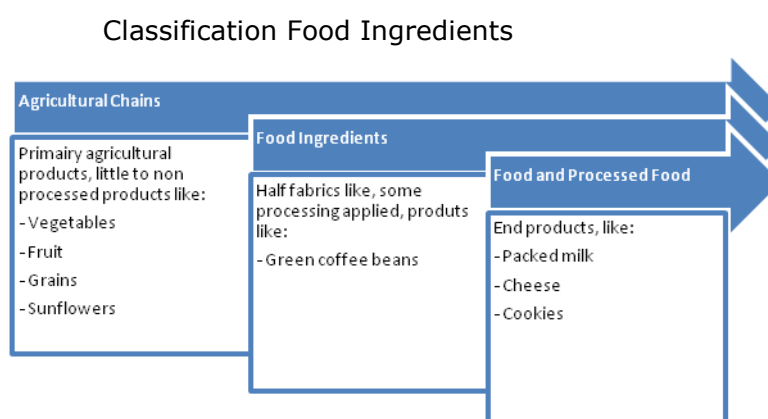 Classification Food Ingredients
Agricultural Chains
Primairy agricultural
products, little to non
processed products like:
- Vegetables
- Fruit
- Grains
- Sunflowers
Food Ingredients
Half fabrics like, some
processing applied, produts
like:
- Green coffee beans
Food and Processed Food
End products, like:
- Packed milk
- Cheese
- Cookies